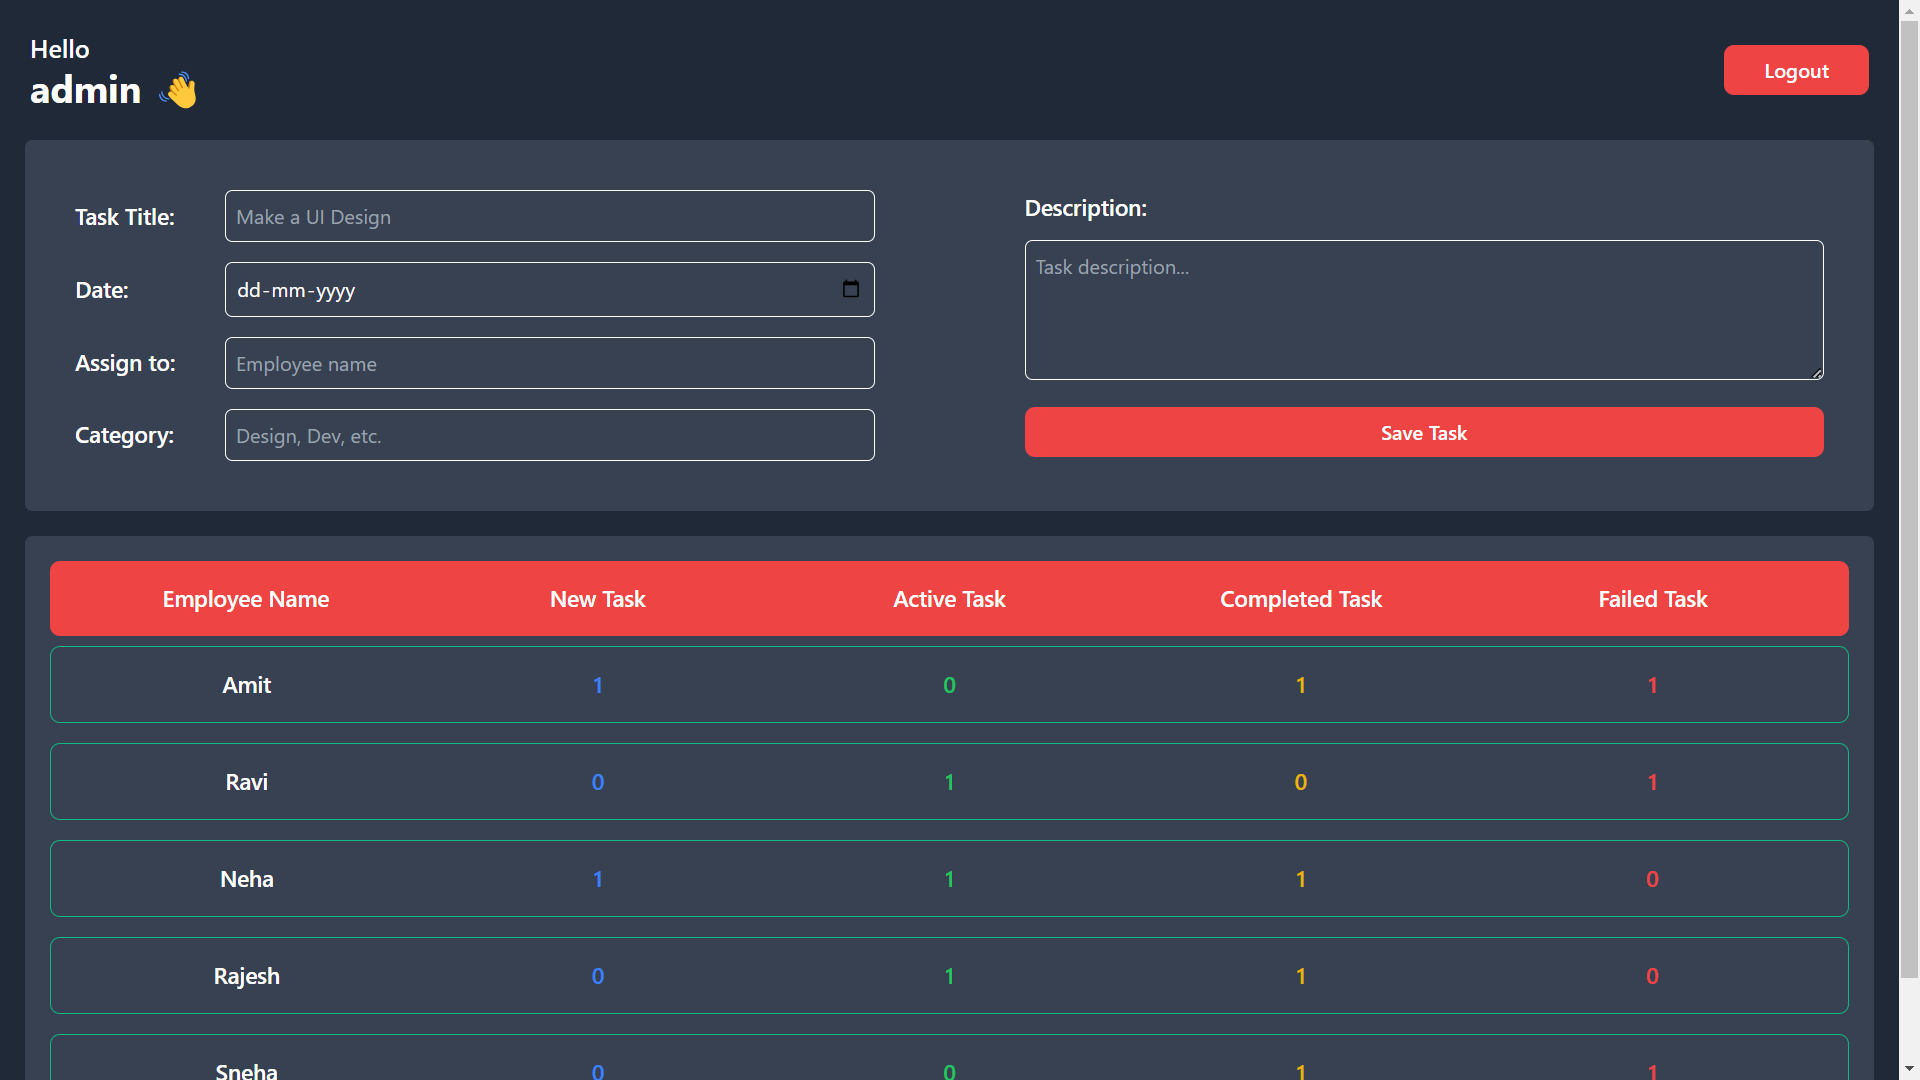 Hello
admin 👋
Logout
Task Title:
Make a UI Design
Date:
dd-mm-yyyy
Assign to:
Employee name
Category:
Design, Dev, etc.
Description:
Task description...
Save Task
Employee Name New Task Active Task Completed Task Failed Task
Amit 1 0 1 1
Ravi 0 1 0 1
Neha 1 1 1 0
Rajesh 0 1 1 0
Sneha 0 0 1 1